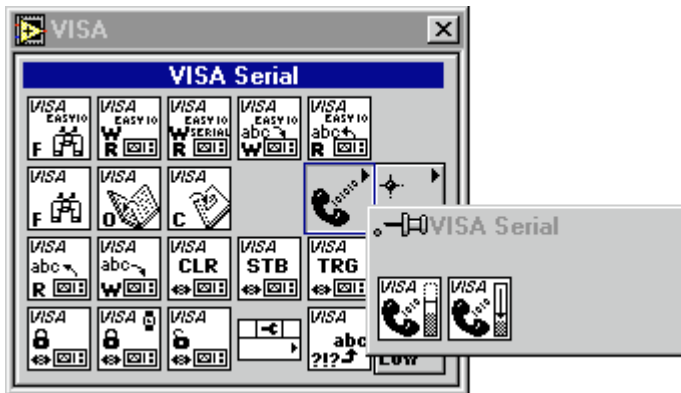 VISA
VISA Serial
VISA VISA VISA VISA VISA
EASY IO EASY IO EASY IO EASY IO EASY IO
W W SERIAL abc abc
F R R W R
VISA VISA VISA
F O C
VISA Serial
VISA VISA VISA VISA VISA
abc abc CLR STB TRG
R W
VISA VISA
VISA VISA VISA VISA
abc
?!?
LOW